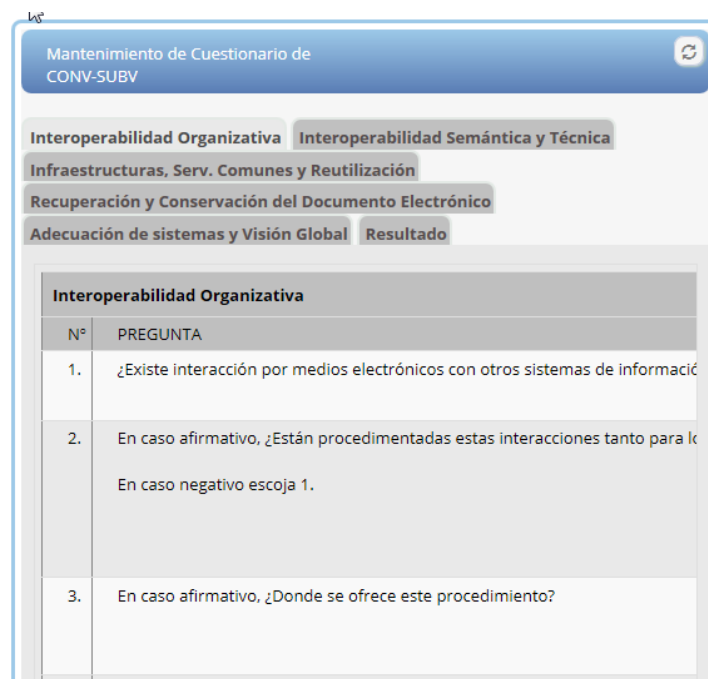 Mantenimiento de Cuestionario de
CONV-SUBV
Interoperabilidad Organizativa Interoperabilidad Semántica y Técnica
Infraestructuras, Serv. Comunes y Reutilización
Recuperación y Conservación del Documento Electrónico
Adecuación de sistemas y Visión Global Resultado
Interoperabilidad Organizativa
Nº PREGUNTA
1. ¿Existe interacción por medios electrónicos con otros sistemas de informació
2. En caso afirmativo, ¿Están procedimentadas estas interacciones tanto para lo
En caso negativo escoja 1.
3. En caso afirmativo, ¿Donde se ofrece este procedimiento?